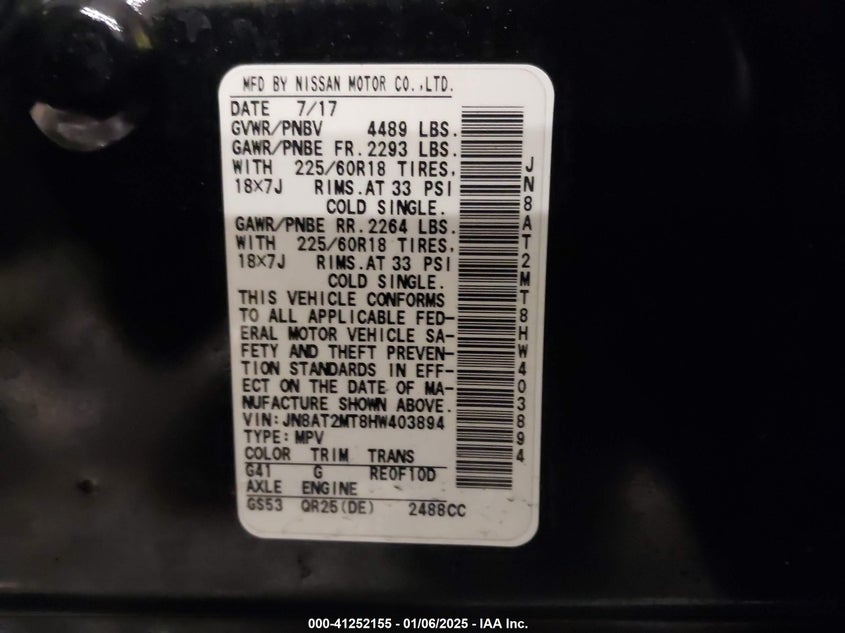 MFD BY NISSAN MOTOR CO.,LTD.
DATE 7/17
GVWR/PNBV 4489 LBS.
GAWR/PNBE FR.2293 LBS.
WITH 225/60R18 TIRES,
18×7J RIMS.AT 33 PSI
COLD SINGLE.
GAWR/PNBE RR.2264 LBS.
WITH 225/60R18 TIRES,
18×7J RIMS.AT 33 PSI
COLD SINGLE.
THIS VEHICLE CONFORMS
TO ALL APPLICABLE FED-
ERAL MOTOR VEHICLE SA-
FETY AND THEFT PREVEN-
TION STANDARDS IN EFF-
ECT ON THE DATE OF MA-
NUFACTURE SHOWN ABOVE.
VIN:JN8AT2MT8HW403894
TYPE:MPV
COLOR TRIM TRANS
G41 G RE0F10D
AXLE ENGINE
GS53 QR25(DE) 2488CC
JN8AT2MT8HW403894
000-41252155 - 01/06/2025 - IAA Inc.